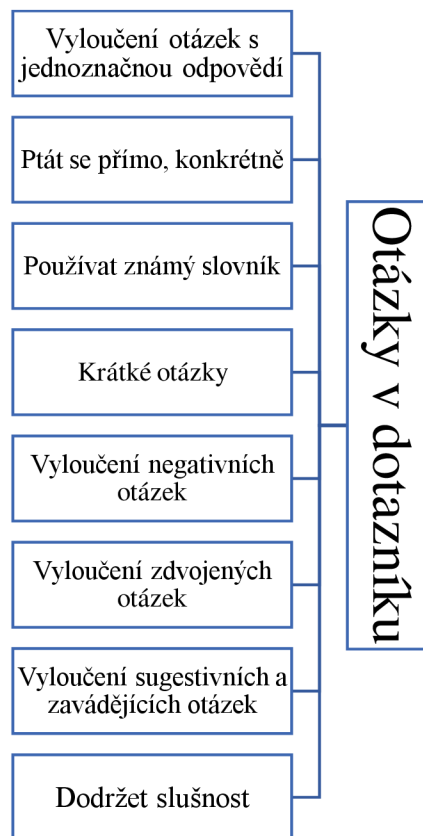 Vyloučení otázek s
jednoznačnou odpovědí
Ptát se přímo, konkrétně
Používat známý slovník
Krátké otázky
Vyloučení negativních
otázek
Vyloučení zdvojených
otázek
Vyloučení sugestivních a
zavádějících otázek
Dodržet slušnost
Otázky v dotazníku